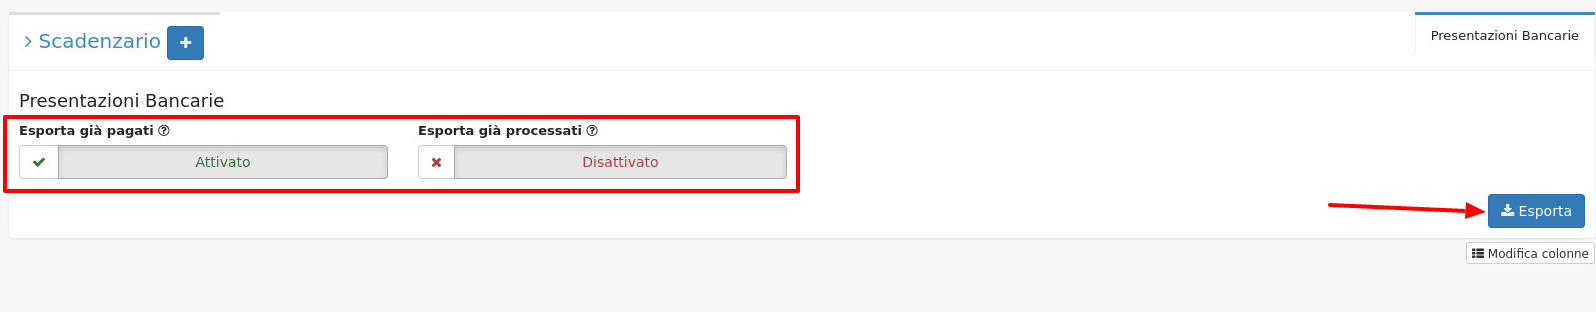 Scadenzario
Presentazioni Bancarie
Presentazioni Bancarie
Esporta già pagati
Esporta già processati
Attivato
Disattivato
Esporta
Modifica colonne